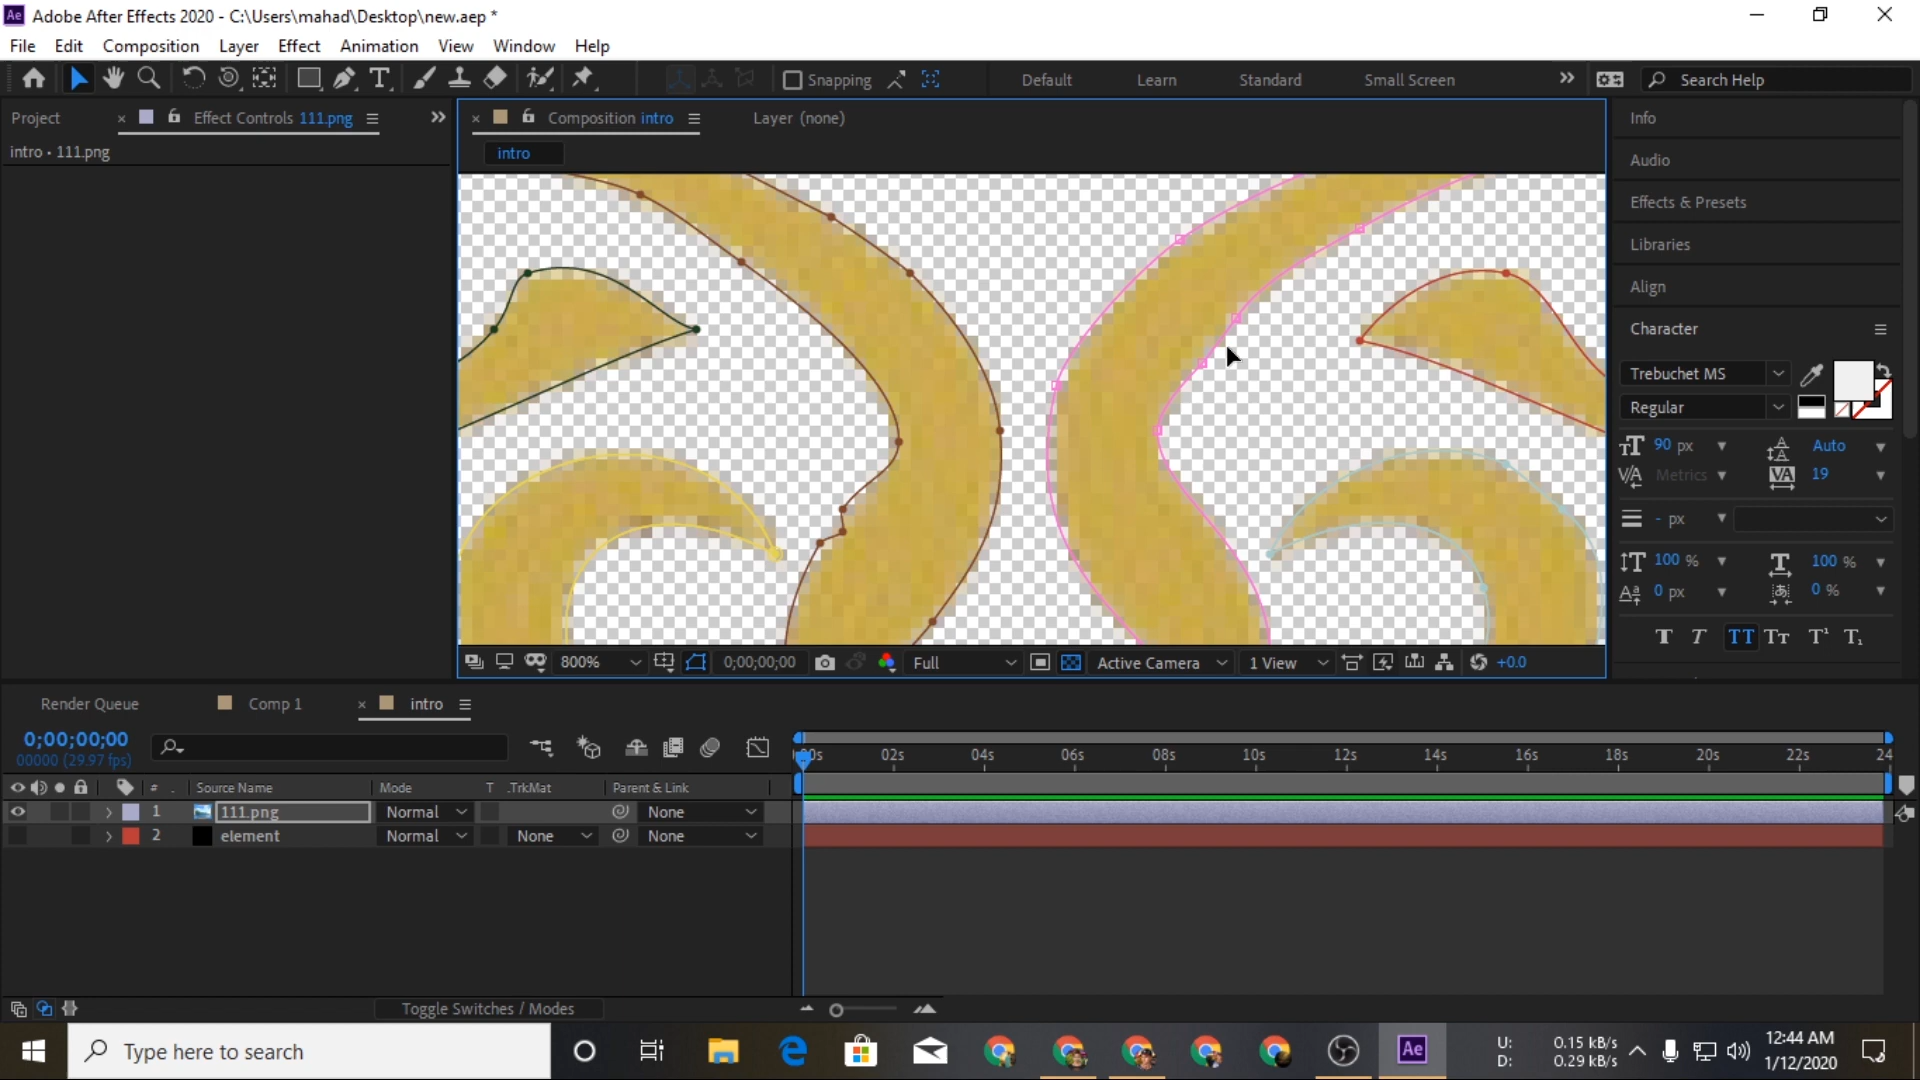 Ae Adobe After Effects 2020 - C:\Users\mahad\Desktop\new.aep *
File Edit Composition Layer Effect Animation View Window Help
Snapping Default Learn Standard Small Screen Search Help
Project Effect Controls 111.png Composition intro Layer (none)
intro • 111.png
intro
Info
Audio
Effects & Presets
Libraries
Align
Character
Trebuchet MS
Regular
90 px Auto
Metrics 19
- px
100 % 100 %
0 px 0 %
T T TT Tt T¹ T₁
800% 0;00;00;00 Full Active Camera 1 View +0.0
Render Queue Comp 1 intro
0;00;00;00
00000 (29.97 fps)
02s 04s 06s 08s 10s 12s 14s 16s 18s 20s 22s 24
# Source Name Mode T .TrkMat Parent & Link
1 111.png Normal None
2 element Normal None None
Toggle Switches / Modes
Type here to search
Ae
U: 0.15 kB/s
D: 0.29 kB/s
12:44 AM
1/12/2020